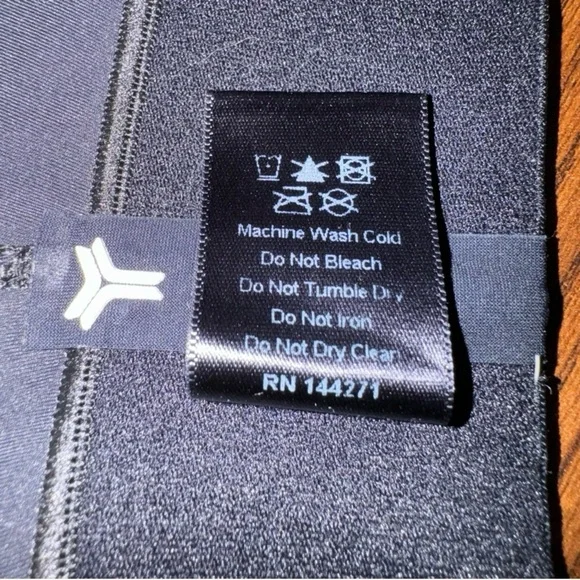 Machine Wash Cold
Do Not Bleach
Do Not Tumble Dry
Do Not Iron
Do Not Dry Clean
RN 144271